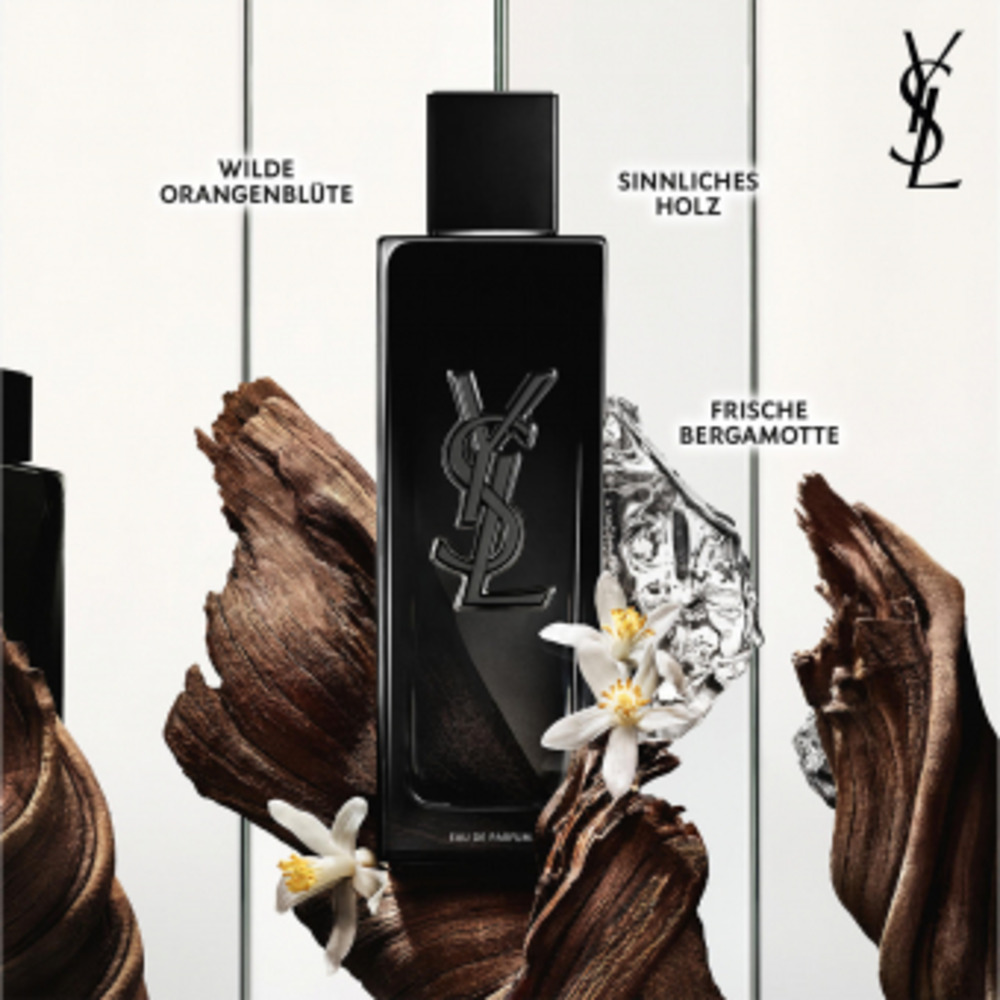 YSL
WILDE
ORANGENBLÜTE
SINNLICHES
HOLZ
FRISCHE
BERGAMOTTE
YSL
EAU DE PARFUM